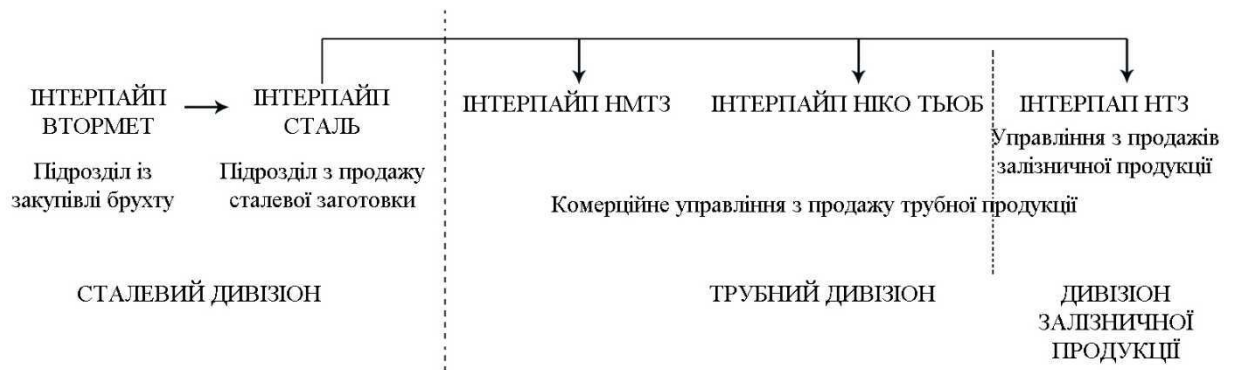 ІНТЕРПАЙП
ВТОРМЕТ
Підрозділ із
закупівлі брухту
ІНТЕРПАЙП
СТАЛЬ
Підрозділ з продажу
сталевої заготовки
СТАЛЕВИЙ ДИВІЗІОН
ІНТЕРПАЙП НМТЗ
ІНТЕРПАЙП НІКО ТЬЮБ
Комерційне управління з продажу трубної продукції
ТРУБНИЙ ДИВІЗІОН
ІНТЕРПАП НТЗ
Управління з продажів
залізничної продукції
ДИВІЗІОН
ЗАЛІЗНИЧНОЇ
ПРОДУКЦІЇ